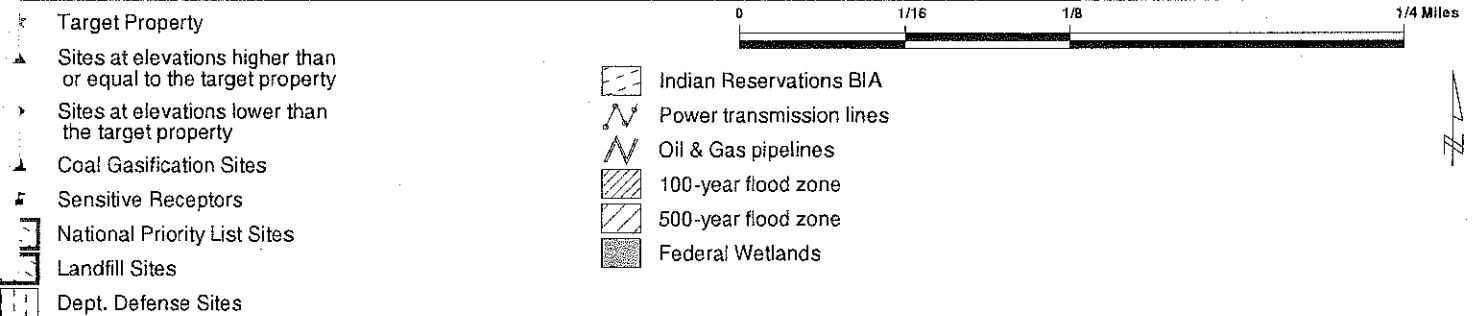 0 1/16 1/8 1/4 Miles
Target Property
Sites at elevations higher than
or equal to the target property
Sites at elevations lower than
the target property
Coal Gasification Sites
Sensitive Receptors
National Priority List Sites
Landfill Sites
Dept. Defense Sites
Indian Reservations BIA
Power transmission lines
Oil & Gas pipelines
100-year flood zone
500-year flood zone
Federal Wetlands